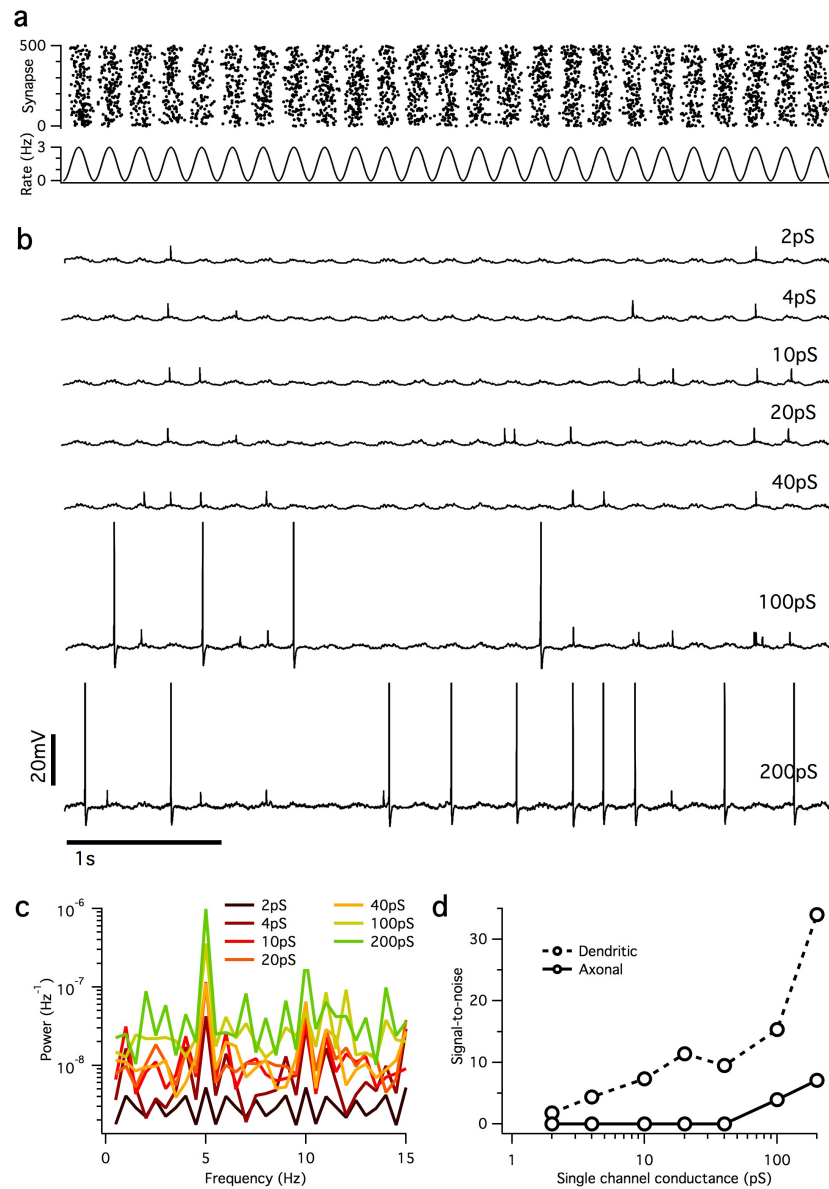 a
500
Synapse
0
3
Rate (Hz)
0
b
2pS
4pS
10pS
20pS
40pS
100pS
20mV
200pS
1s
c
10-6
10-7
10-8
Power (Hz-1)
2pS
4pS
10pS
20pS
40pS
100pS
200pS
0 5 10 15
Frequency (Hz)
d
30
20
10
0
Signal-to-noise
Dendritic
Axonal
1 10 100
Single channel conductance (pS)